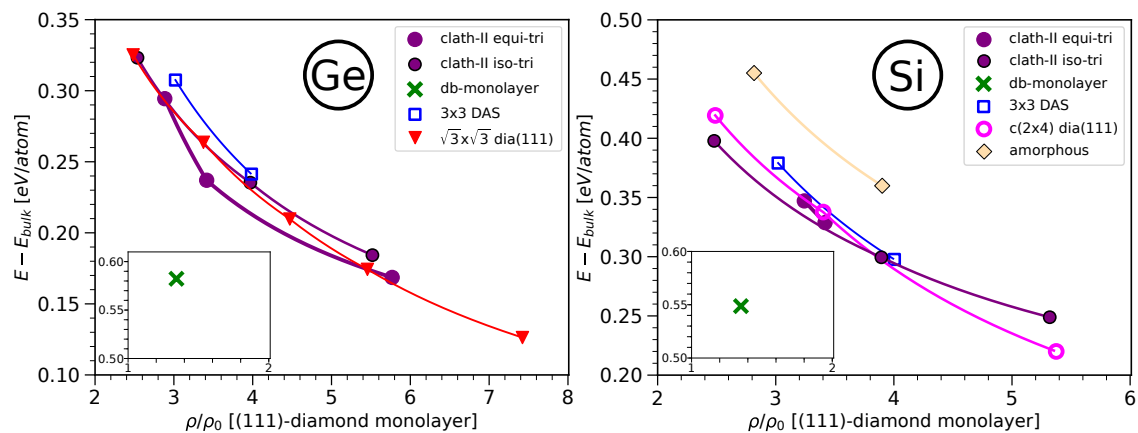 0.35
0.30
0.25
0.20
0.15
0.10
E − E_bulk [eV/atom]
Ge
clath-II equi-tri
clath-II iso-tri
db-monolayer
3x3 DAS
√3x√3 dia(111)
0.60
0.55
0.50
1 2
2 3 4 5 6 7 8
ρ/ρ₀ [(111)-diamond monolayer]
0.50
0.45
0.40
0.35
0.30
0.25
0.20
E − E_bulk [eV/atom]
Si
clath-II equi-tri
clath-II iso-tri
db-monolayer
3x3 DAS
c(2x4) dia(111)
amorphous
0.60
0.55
0.50
1 2
2 3 4 5 6
ρ/ρ₀ [(111)-diamond monolayer]